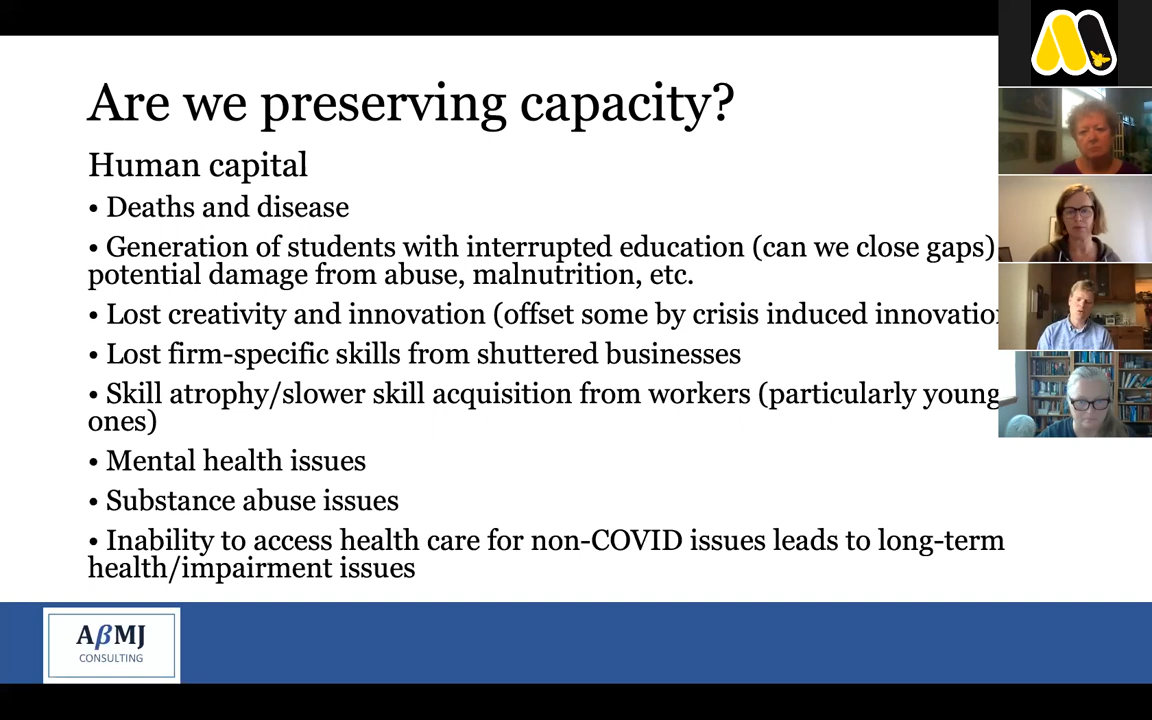 Are we preserving capacity?
Human capital
• Deaths and disease
• Generation of students with interrupted education (can we close gaps)
potential damage from abuse, malnutrition, etc.
• Lost creativity and innovation (offset some by crisis induced innovation
• Lost firm-specific skills from shuttered businesses
• Skill atrophy/slower skill acquisition from workers (particularly young
ones)
• Mental health issues
• Substance abuse issues
• Inability to access health care for non-COVID issues leads to long-term
health/impairment issues
AβMJ
CONSULTING